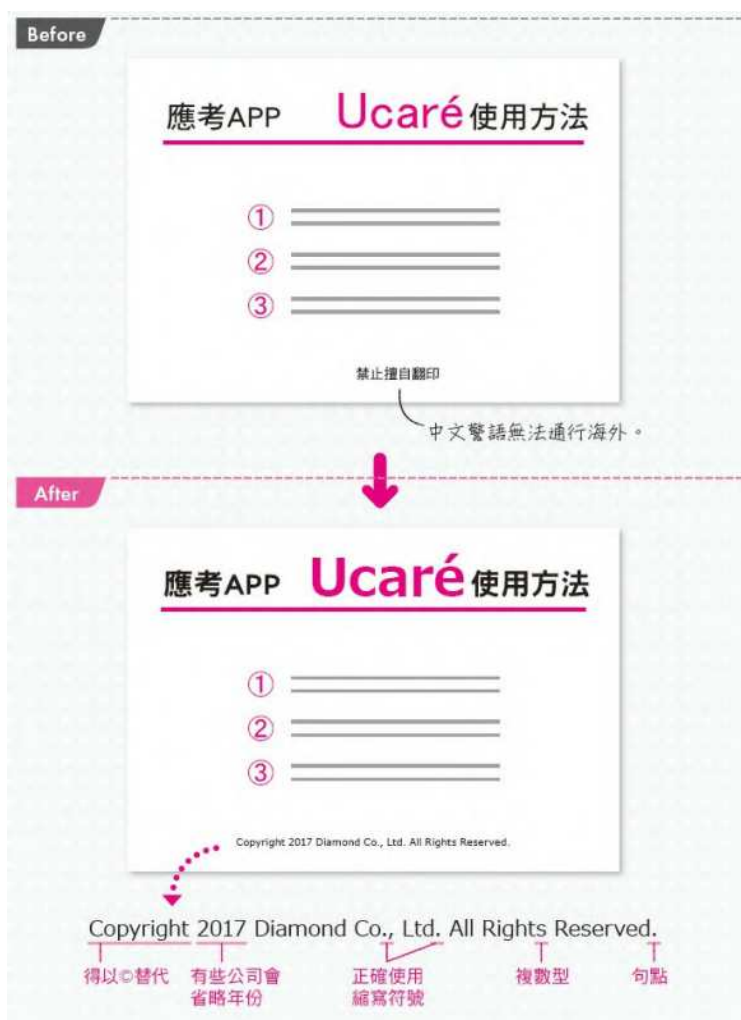 Before
應考APP Ucaré使用方法
①
②
③
禁止擅自翻印
中文警語無法通行海外。
After
應考APP Ucaré使用方法
①
②
③
Copyright 2017 Diamond Co., Ltd. All Rights Reserved.
Copyright 2017 Diamond Co., Ltd. All Rights Reserved.
得以©替代 有些公司會 正確使用 複數型 句點
省略年份 縮寫符號